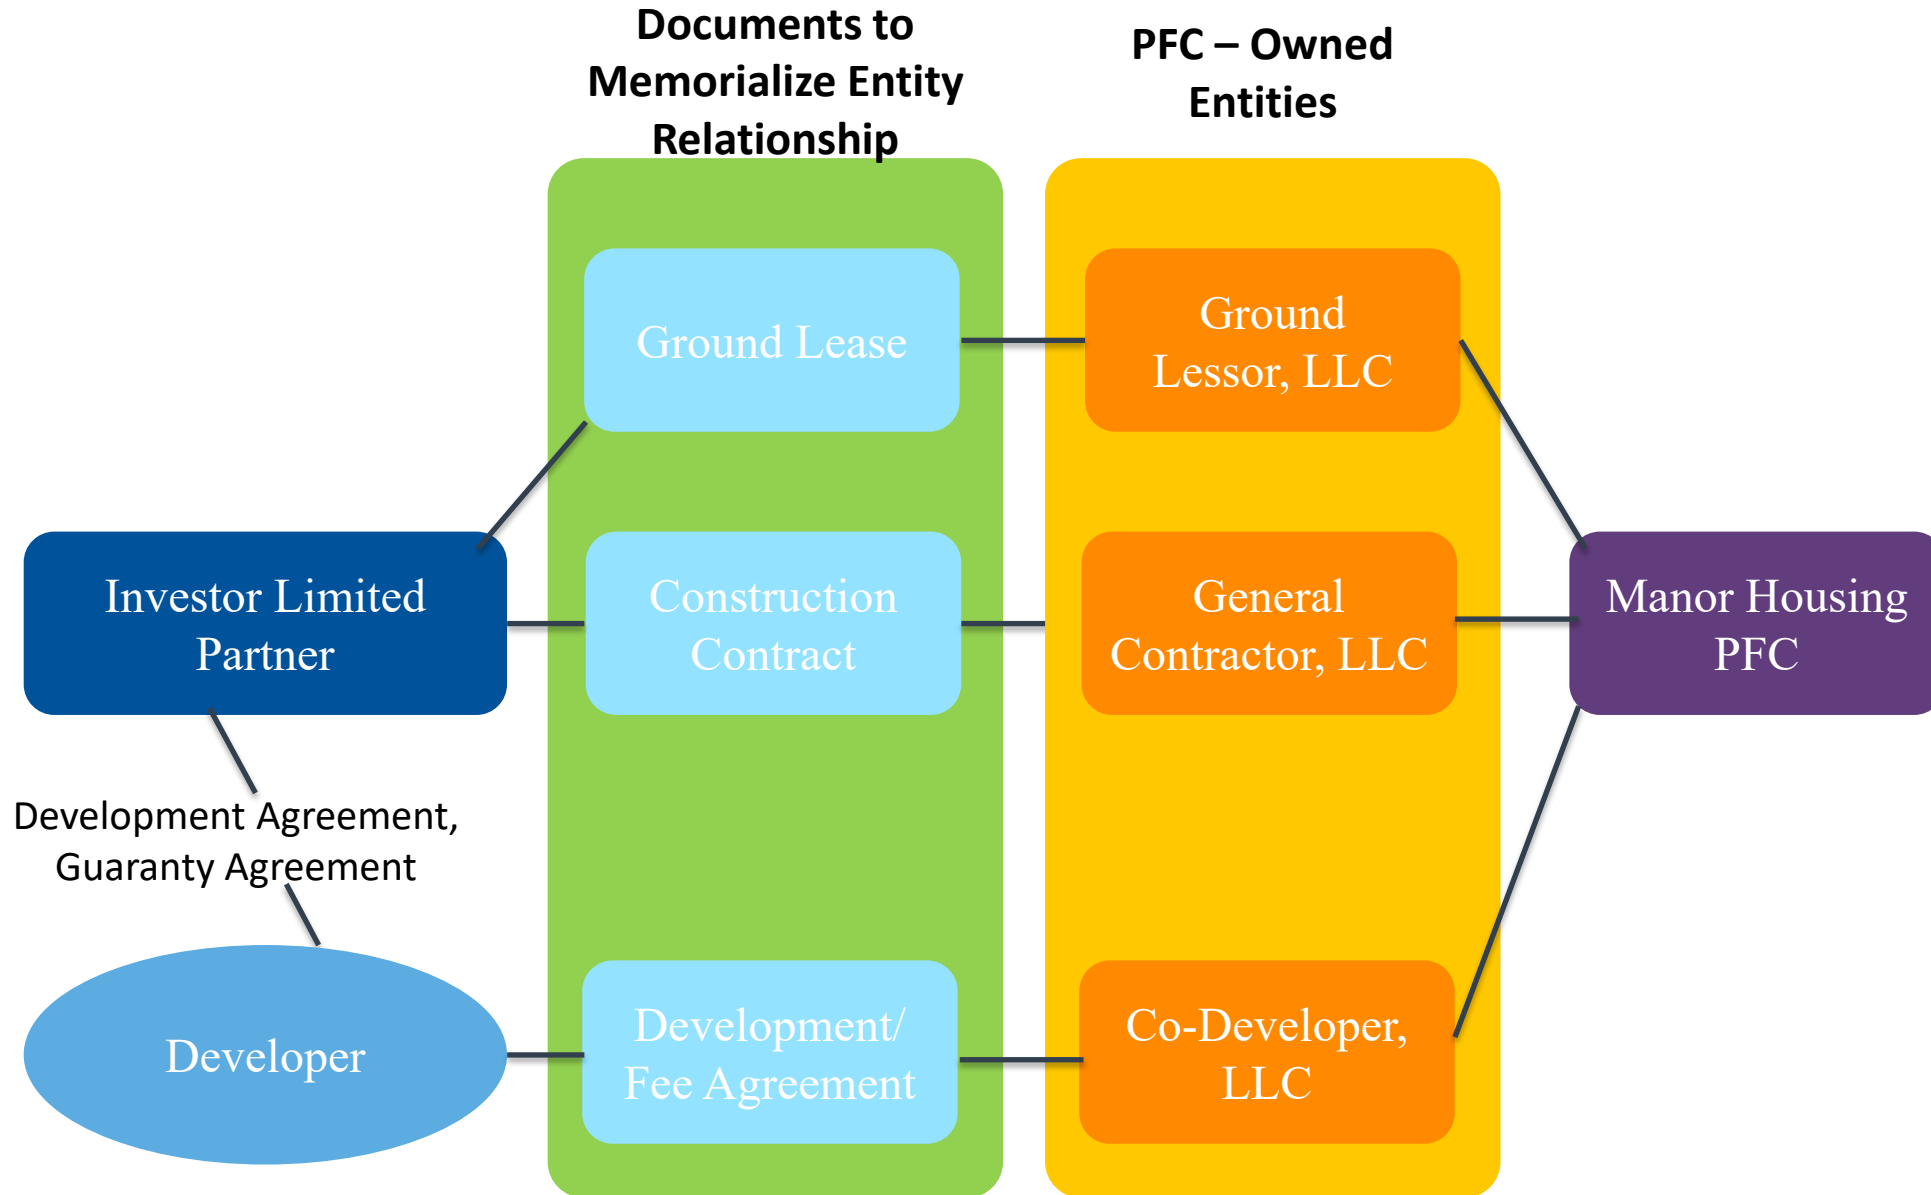 Documents to
Memorialize Entity
Relationship
PFC – Owned
Entities
Ground Lease
Ground
Lessor, LLC
Investor Limited
Partner
Construction
Contract
General
Contractor, LLC
Manor Housing
PFC
Development Agreement,
Guaranty Agreement
Developer
Development/
Fee Agreement
Co-Developer,
LLC